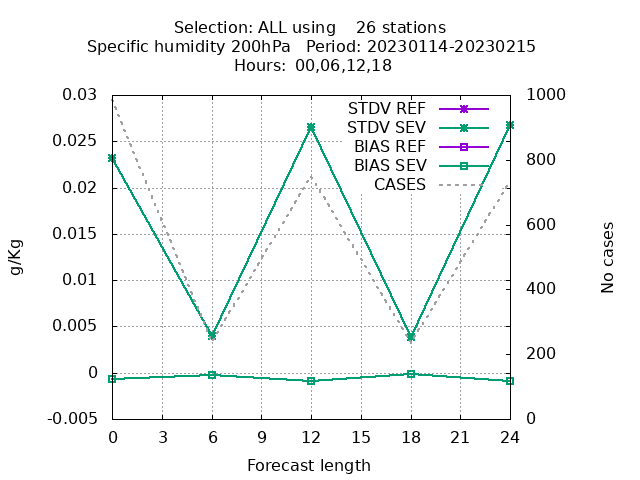 Selection: ALL using    26 stations
Specific humidity 200hPa   Period: 20230114-20230215
Hours:  00,06,12,18
0.03
0.025
0.02
0.015
0.01
0.005
0
-0.005
1000
800
600
400
200
0
STDV REF
STDV SEV
BIAS REF
BIAS SEV
CASES
g/Kg
No cases
0 3 6 9 12 15 18 21 24
Forecast length